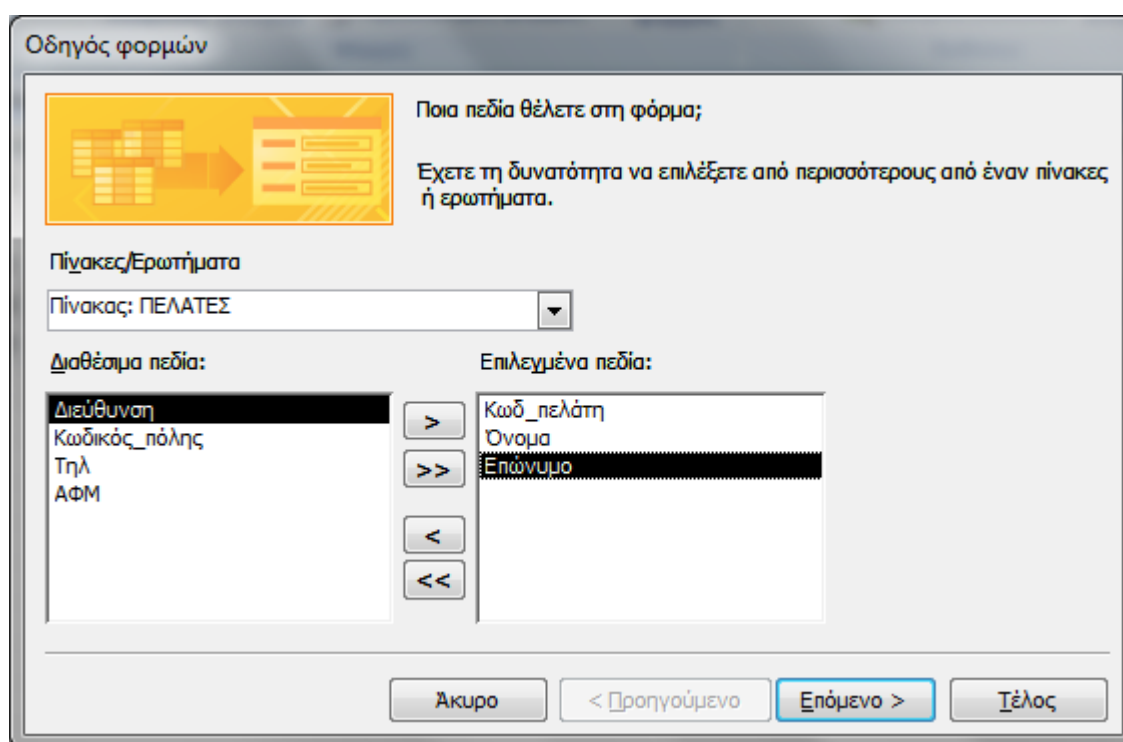 Οδηγός φορμών
Ποια πεδία θέλετε στη φόρμα;
Έχετε τη δυνατότητα να επιλέξετε από περισσότερους από έναν πίνακες
ή ερωτήματα.
Πίνακες/Ερωτήματα
Πίνακας: ΠΕΛΑΤΕΣ
Διαθέσιμα πεδία:
Διεύθυνση
Κωδικός_πόλης
Τηλ
ΑΦΜ
>
>>
<
<<
Επιλεγμένα πεδία:
Κωδ_πελάτη
Όνομα
Επώνυμο
Άκυρο
< Προηγούμενο
Επόμενο >
Τέλος